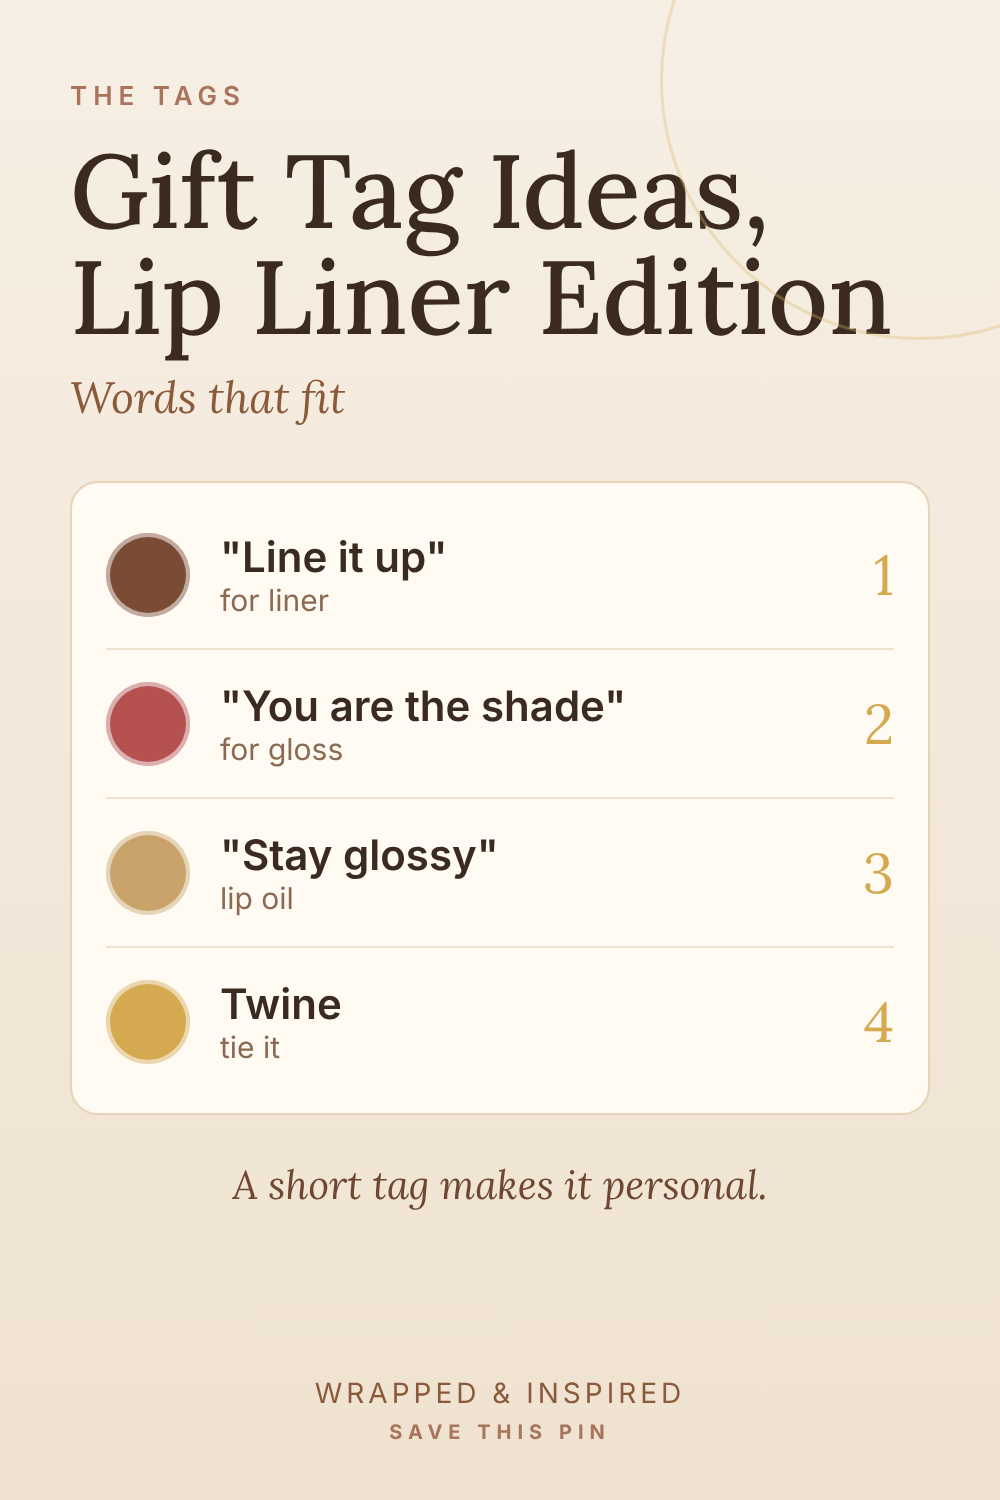 THE TAGS
Gift Tag Ideas,
Lip Liner Edition
Words that fit
"Line it up"
for liner
1
"You are the shade"
for gloss
2
"Stay glossy"
lip oil
3
Twine
tie it
4
A short tag makes it personal.
WRAPPED & INSPIRED
SAVE THIS PIN